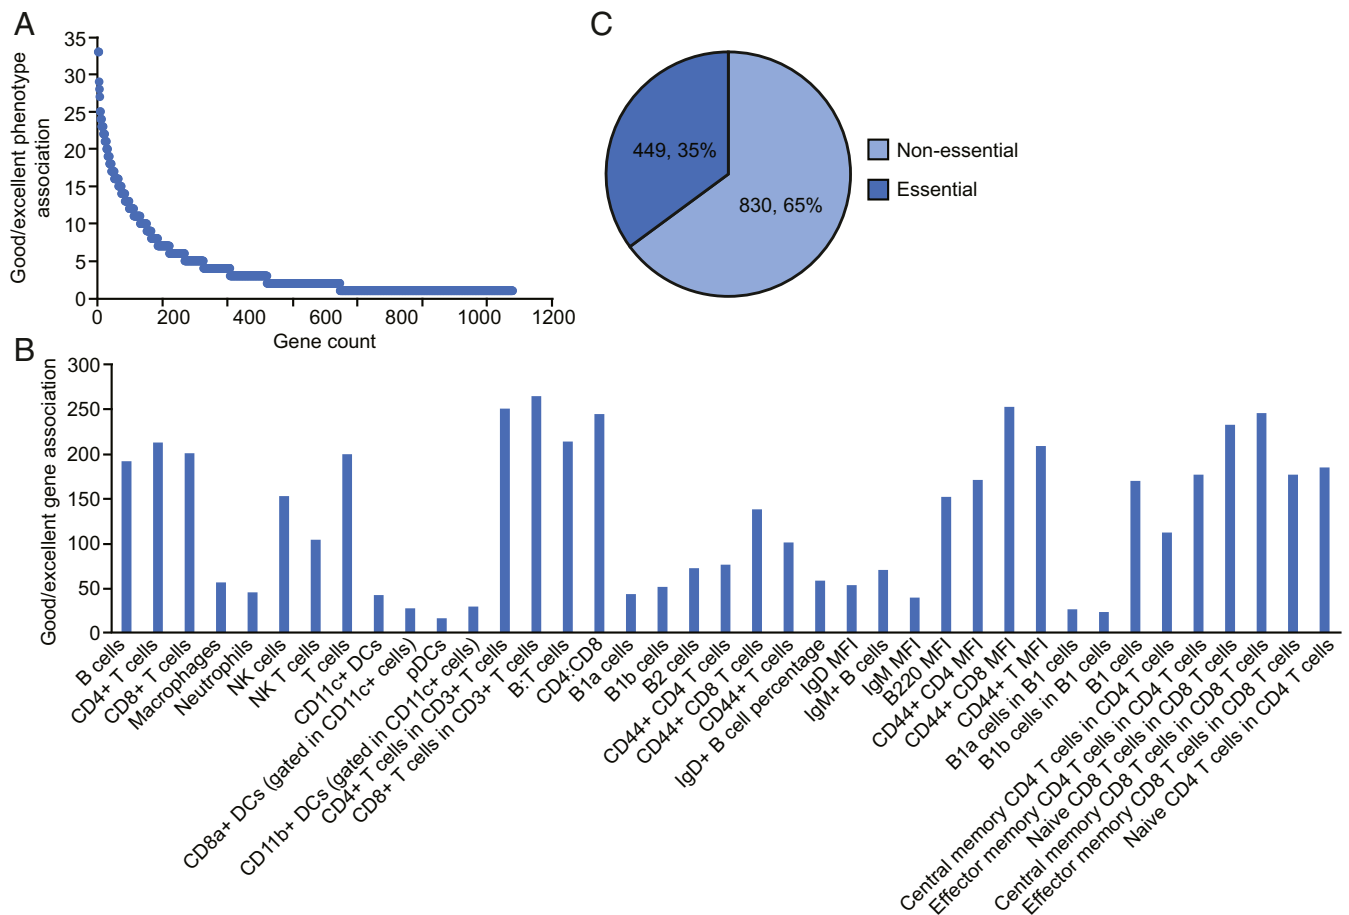 A
Good/excellent phenotype
association
35
30
25
20
15
10
5
0
0 200 400 600 800 1000 1200
Gene count
C
449, 35%
830, 65%
Non-essential
Essential
B
Good/excellent gene association
300
250
200
150
100
50
0
B cells
CD4+ T cells
CD8+ T cells
Macrophages
Neutrophils
NK cells
NK T cells
T cells
CD11c+ DCs
CD8a+ DCs (gated in CD11c+ cells)
pDCs
CD11b+ DCs (gated in CD11c+ cells)
CD4+ T cells in CD3+ T cells
CD8+ T cells in CD3+ T cells
B:T cells
CD4:CD8
B1a cells
B1b cells
B2 cells
CD44+ CD4 T cells
CD44+ CD8 T cells
CD44+ T cells
IgD+ B cell percentage
IgD MFI
IgM+ B cells
IgM MFI
B220 MFI
CD44+ CD4 MFI
CD44+ CD8 MFI
CD44+ T MFI
B1a cells in B1 cells
B1b cells in B1 cells
B1 cells
Central memory CD4 T cells in CD4 T cells
Effector memory CD4 T cells in CD4 T cells
Naive CD8 T cells in CD8 T cells
Central memory CD8 T cells in CD8 T cells
Effector memory CD8 T cells in CD8 T cells
Naive CD4 T cells in CD4 T cells